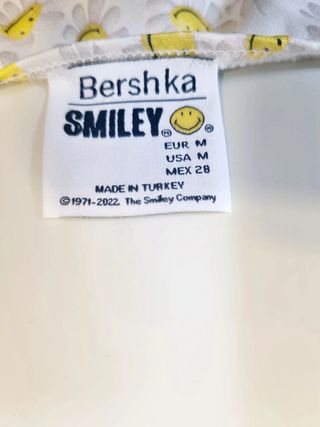 Bershka
SMILEY® ®
EUR M
USA M
MEX 28
MADE IN TURKEY
©1971-2022. The Smiley Company